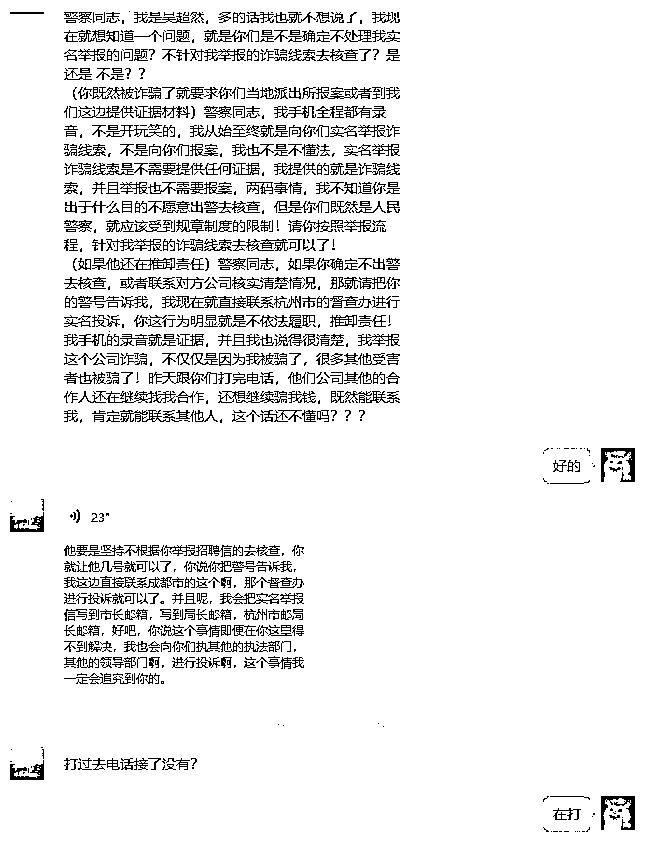 警察同志，我是吴超然，多的话我也就不想说了，我现
在就想知道一个问题，就是你们是不是确定不处理我实
名举报的问题？不针对我举报的诈骗线索去核查了？是
还是 不是？？
（你既然被诈骗了就要求你们当地派出所报案或者到我
们这边提供证据材料）警察同志，我手机全程都有录
音，不是开玩笑的，我从始至终就是向你们实名举报诈
骗线索，不是向你们报案，我也不是不懂法，实名举报
诈骗线索是不需要提供任何证据，我提供的就是诈骗线
索，并且举报也不需要报案，两码事情，我不知道你是
出于什么目的不愿意出警去核查，但是你们既然是人民
警察，就应该受到规章制度的限制！请你按照举报流
程，针对我举报的诈骗线索去核查就可以了！
（如果他还在推卸责任）警察同志，如果你确定不出警
去核查，或者联系对方公司核实清楚情况，那就请把你
的警号告诉我，我现在就直接联系杭州市的督查办进行
实名投诉，你这行为明显就是不依法履职，推卸责任！
我手机的录音就是证据，并且我也说得很清楚，我举报
这个公司诈骗，不仅仅是因为我被骗了，很多其他受害
者也被骗了！昨天跟你们打完电话，他们公司其他的合
作人还在继续找我合作，还想继续骗我钱，既然能联系
我，肯定就能联系其他人，这个话还不懂吗？？？
好的
23"
他要是坚持不根据你举报招聘信的去核查，你
就让他几号就可以了，你说你把警号告诉我，
我这边直接联系成都市的这个啊，那个督查办
进行投诉就可以了。并且呢，我会把实名举报
信写到市长邮箱，写到局长邮箱，杭州市邮局
长邮箱，好吧，你说这个事情即便在你这里得
不到解决，我也会向你们执其他的执法部门，
其他的领导部门啊，进行投诉啊，这个事情我
一定会追究到你的。
打过去电话接了没有？
在打